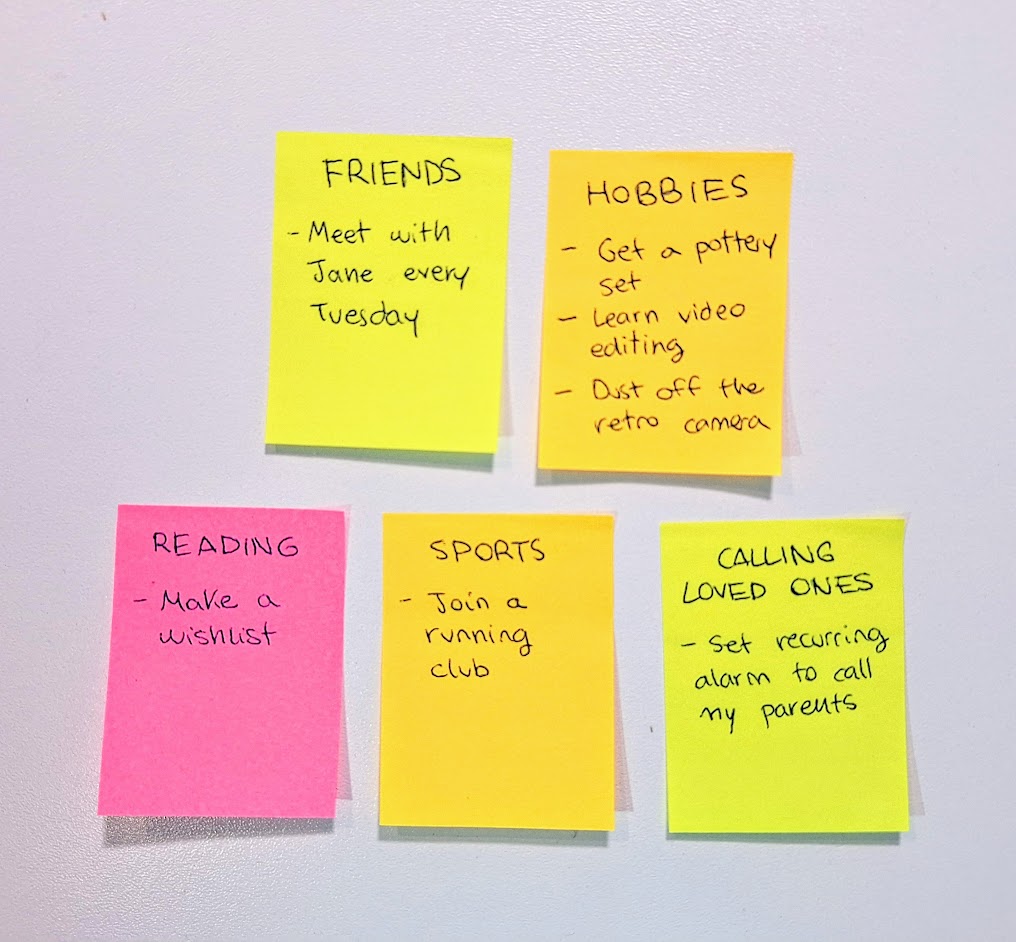 FRIENDS
- Meet with
Jane every
Tuesday
HOBBIES
- Get a pottery
set
- Learn video
editing
- Dust off the
retro camera
READING
- Make a
wishlist
SPORTS
- Join a
running
club
CALLING
LOVED ONES
- Set recurring
alarm to call
my parents